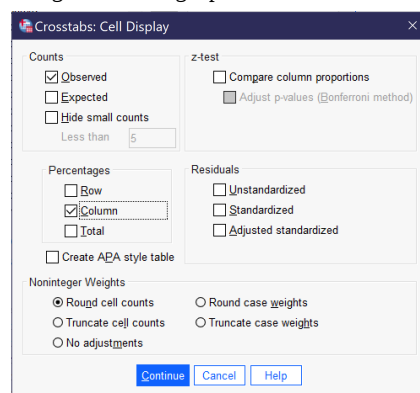 Crosstabs: Cell Display
Counts
Observed
Expected
Hide small counts
Less than 5
z-test
Compare column proportions
Adjust p-values (Bonferroni method)
Percentages
Row
Column
Total
Residuals
Unstandardized
Standardized
Adjusted standardized
Create APA style table
Noninteger Weights
Round cell counts Round case weights
Truncate cell counts Truncate case weights
No adjustments
Continue Cancel Help